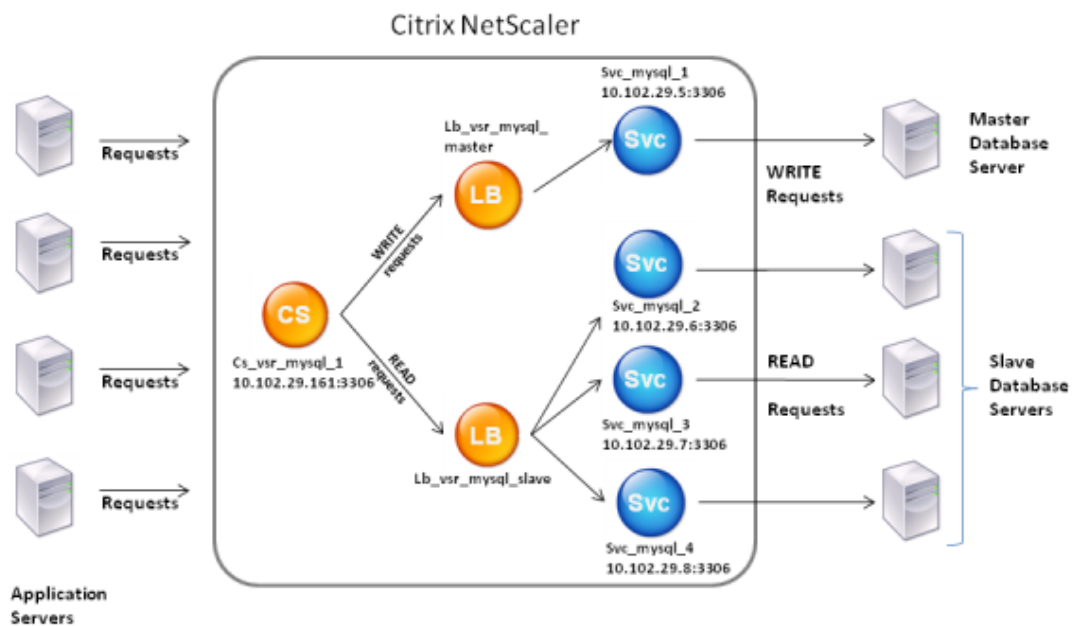 Citrix NetScaler
Requests
Requests
Requests
Requests
Application
Servers
CS
Cs_vsr_mysql_1
10.102.29.161:3306
WRITE
requests
READ
requests
Lb_vsr_mysql_
master
LB
LB
Lb_vsr_mysql_slave
Svc_mysql_1
10.102.29.5:3306
Svc
Svc
Svc_mysql_2
10.102.29.6:3306
Svc
Svc_mysql_3
10.102.29.7:3306
Svc
Svc_mysql_4
10.102.29.8:3306
WRITE
Requests
READ
Requests
Master
Database
Server
Slave
Database
Servers